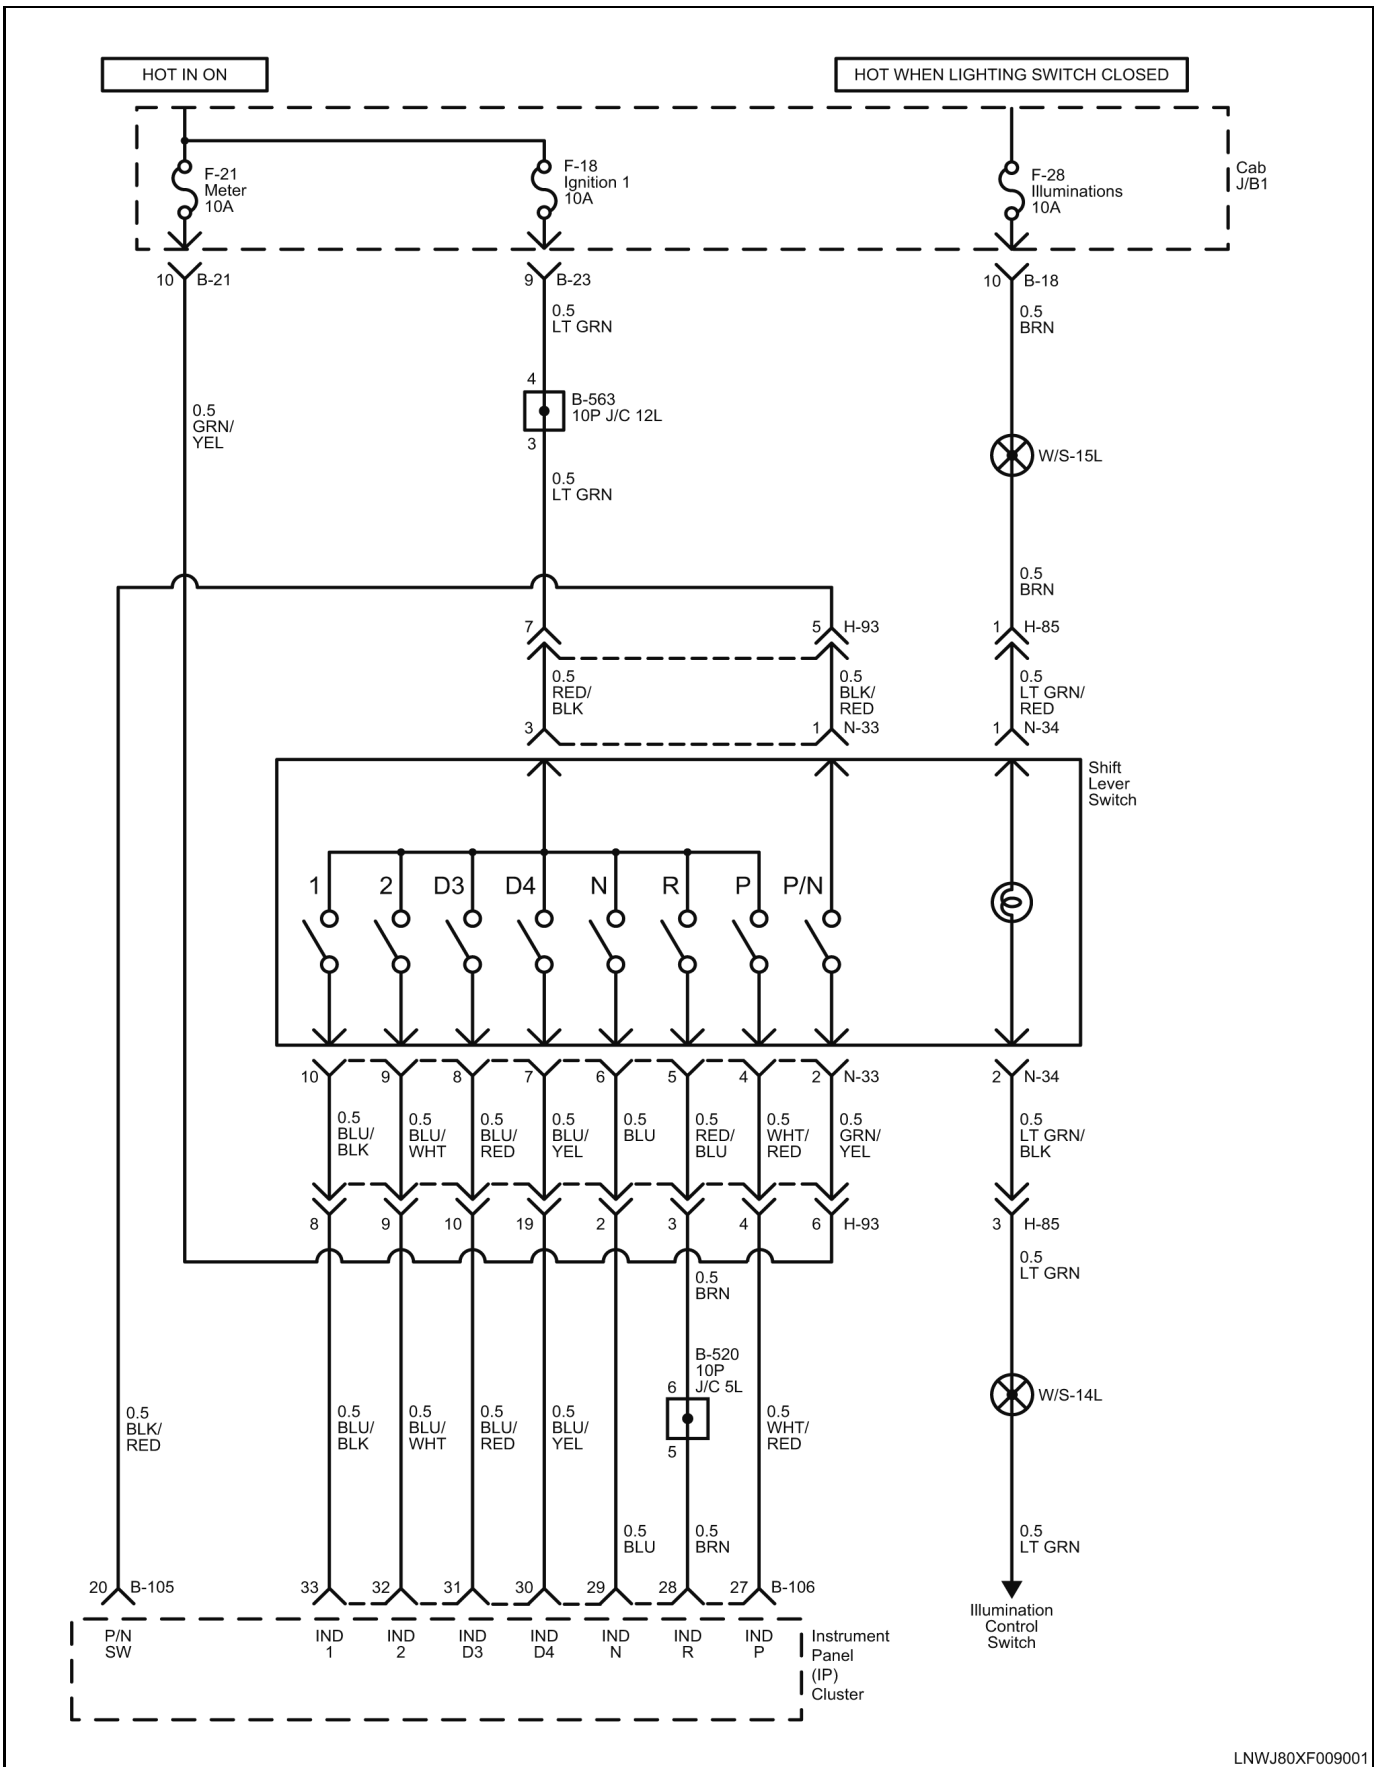 HOT IN ON
HOT WHEN LIGHTING SWITCH CLOSED
F-21
Meter
10A
F-18
Ignition 1
10A
F-28
Illuminations
10A
Cab
J/B1
10 B-21
9 B-23
10 B-18
0.5
LT GRN
0.5
BRN
4
B-563
10P J/C 12L
3
0.5
GRN/
YEL
W/S-15L
0.5
LT GRN
0.5
BRN
7
5 H-93
1 H-85
0.5
RED/
BLK
0.5
BLK/
RED
0.5
LT GRN/
RED
3
1 N-33
1 N-34
Shift
Lever
Switch
1 2 D3 D4 N R P P/N
10 9 8 7 6 5 4 2 N-33
2 N-34
0.5
BLU/
BLK
0.5
BLU/
WHT
0.5
BLU/
RED
0.5
BLU/
YEL
0.5
BLU
0.5
RED/
BLU
0.5
WHT/
RED
0.5
GRN/
YEL
0.5
LT GRN/
BLK
8 9 10 19 2 3 4 6 H-93
3 H-85
0.5
BRN
0.5
LT GRN
B-520
10P
J/C 5L
6
5
W/S-14L
0.5
BLK/
RED
0.5
BLU/
BLK
0.5
BLU/
WHT
0.5
BLU/
RED
0.5
BLU/
YEL
0.5
WHT/
RED
0.5
BLU
0.5
BRN
0.5
LT GRN
20 B-105
33 32 31 30 29 28 27 B-106
Illumination
Control
Switch
P/N
SW
IND
1
IND
2
IND
D3
IND
D4
IND
N
IND
R
IND
P
Instrument
Panel
(IP)
Cluster
LNWJ80XF009001